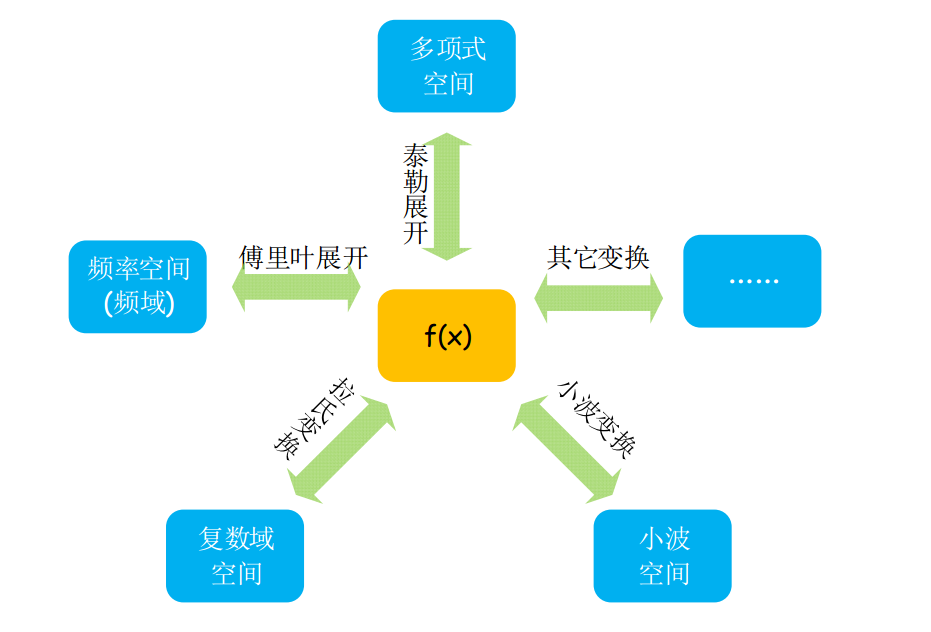 多项式
空间
泰勒展开
傅里叶展开
其它变换
频率空间
(频域)
······
f(x)
拉氏变换
小波变换
复数域
空间
小波
空间